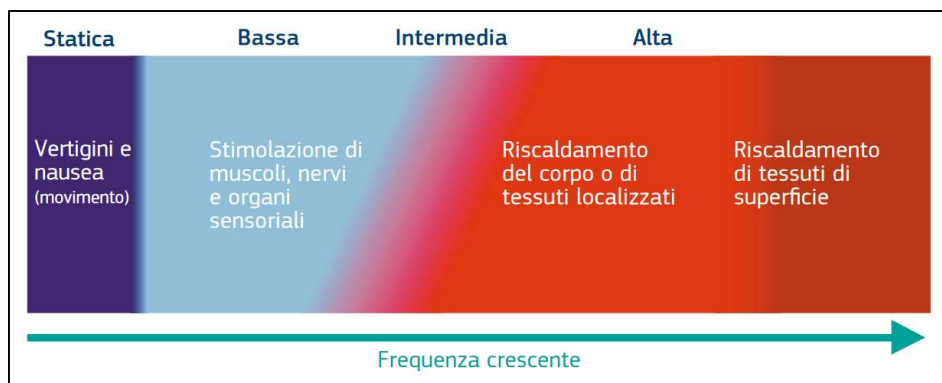 Statica Bassa Intermedia Alta
Vertigini e
nausea
(movimento)
Stimolazione di
muscoli, nervi
e organi
sensoriali
Riscaldamento
del corpo o di
tessuti localizzati
Riscaldamento
di tessuti di
superficie
Frequenza crescente